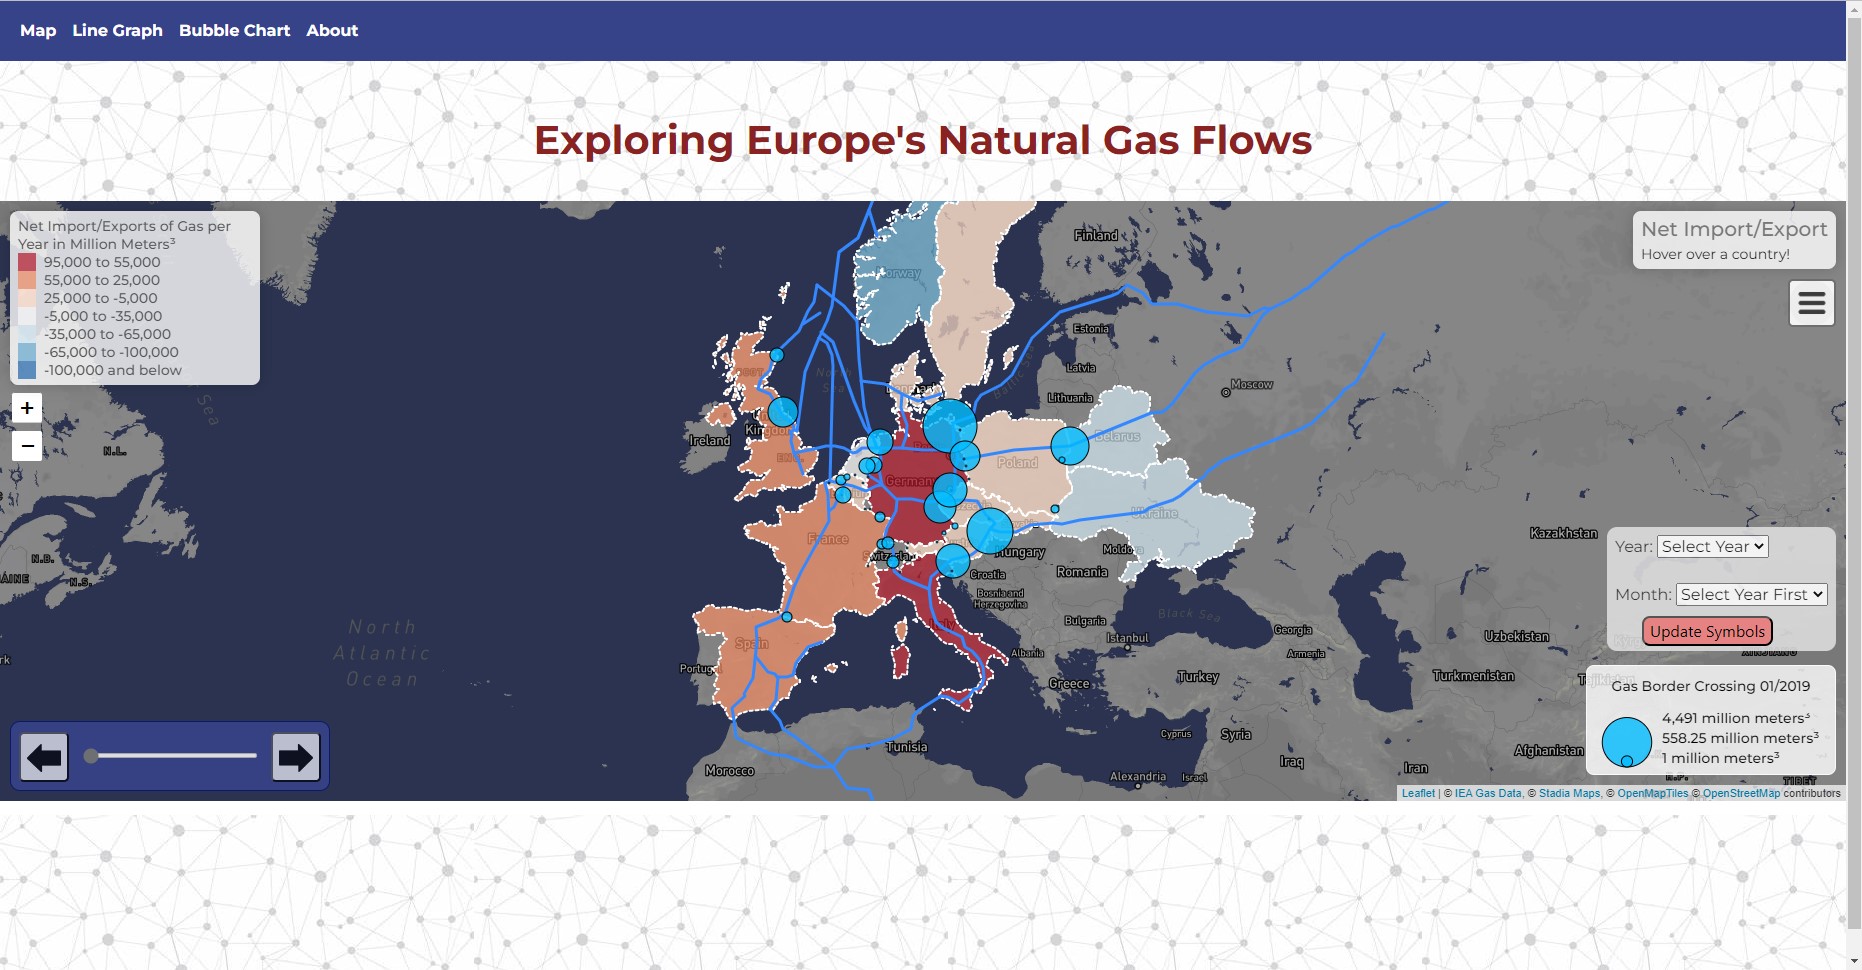 Map Line Graph Bubble Chart About
Exploring Europe's Natural Gas Flows
Net Import/Exports of Gas per
Year in Million Meters³
95,000 to 55,000
55,000 to 25,000
25,000 to -5,000
-5,000 to -35,000
-35,000 to -65,000
-65,000 to -100,000
-100,000 and below
+
−
Net Import/Export
Hover over a country!
Finland
Norway
Estonia
Latvia
Moscow
Lithuania
Baltic Sea
North
Sea
Sea
Ireland
Kingdom
Belarus
Poland
Germany
Ukraine
France
Hungary
Croatia
Romania
Bosnia and
Herzegovina
Bulgaria
Black Sea
Istanbul
Georgia
Armenia
Albania
Italy
Spain
Greece
Turkey
Cyprus
Syria
Tunisia
Morocco
Alexandria
Israel
Iraq
Iran
Kazakhstan
Uzbekistan
Turkmenistan
Afghanistan
N.L.
N.B.
N.S.
North
Atlantic
Ocean
Year: Select Year
Month: Select Year First
Update Symbols
Gas Border Crossing 01/2019
4,491 million meters³
558.25 million meters³
1 million meters³
Leaflet | © IEA Gas Data, © Stadia Maps, © OpenMapTiles © OpenStreetMap contributors